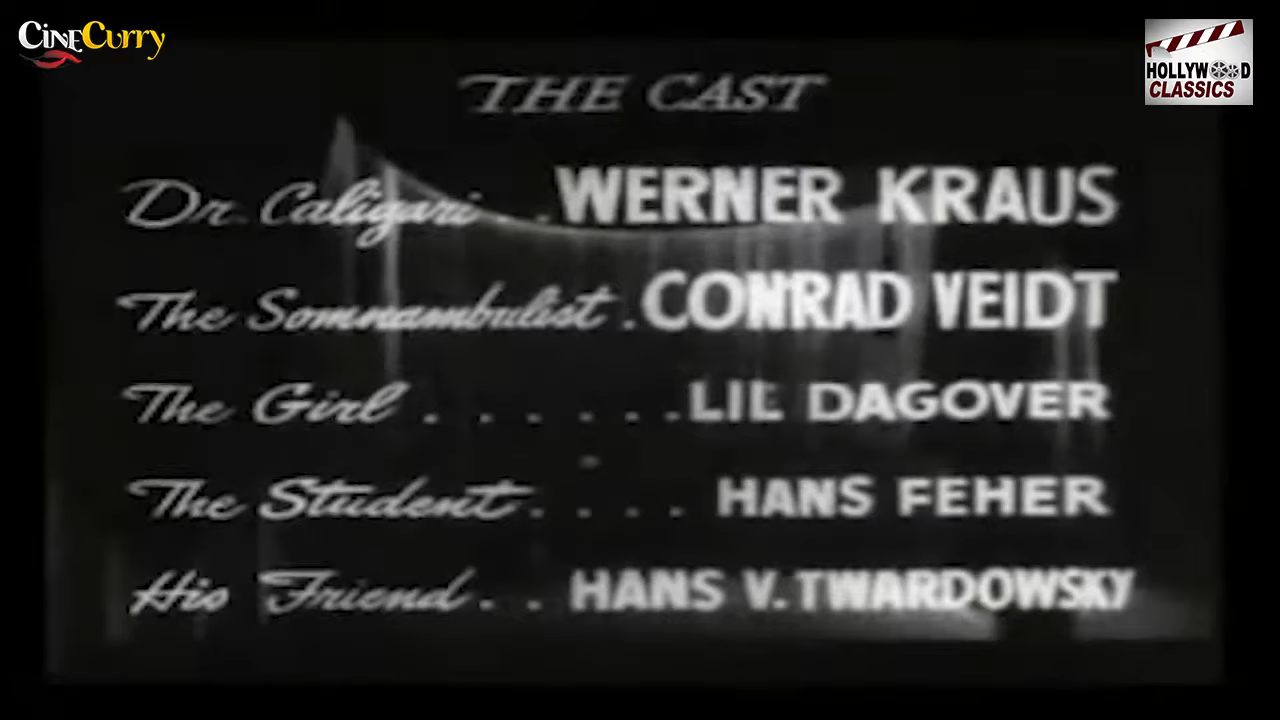 CINECURRY
HOLLYWOOD
CLASSICS
THE CAST
Dr. Caligari . . WERNER KRAUS
The Somnambulist . CONRAD VEIDT
The Girl . . . . . . LIL DAGOVER
The Student . . . . HANS FEHER
His Friend . . HANS V. TWARDOWSKY